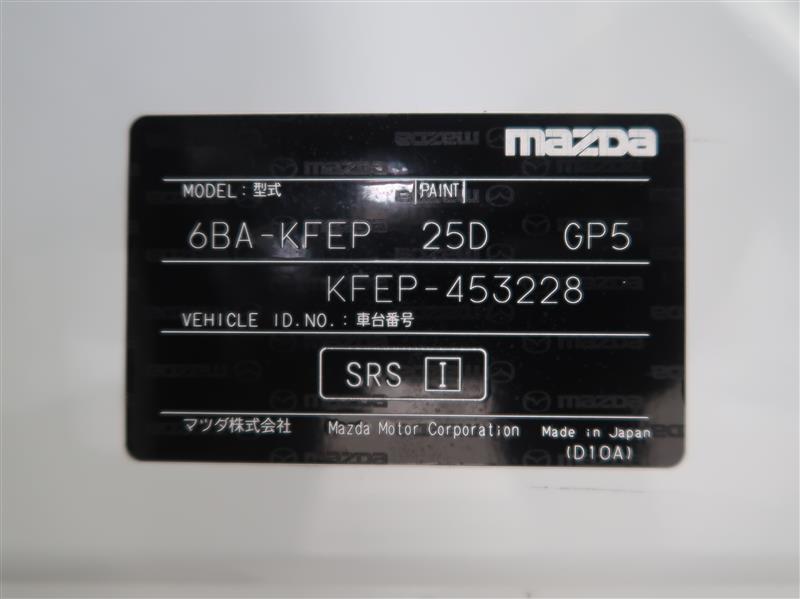 mazda
MODEL: 型式 PAINT
6BA-KFEP 25D GP5
KFEP-453228
VEHICLE ID.NO.: 車台番号
SRS I
マツダ株式会社 Mazda Motor Corporation Made in Japan
(D10A)